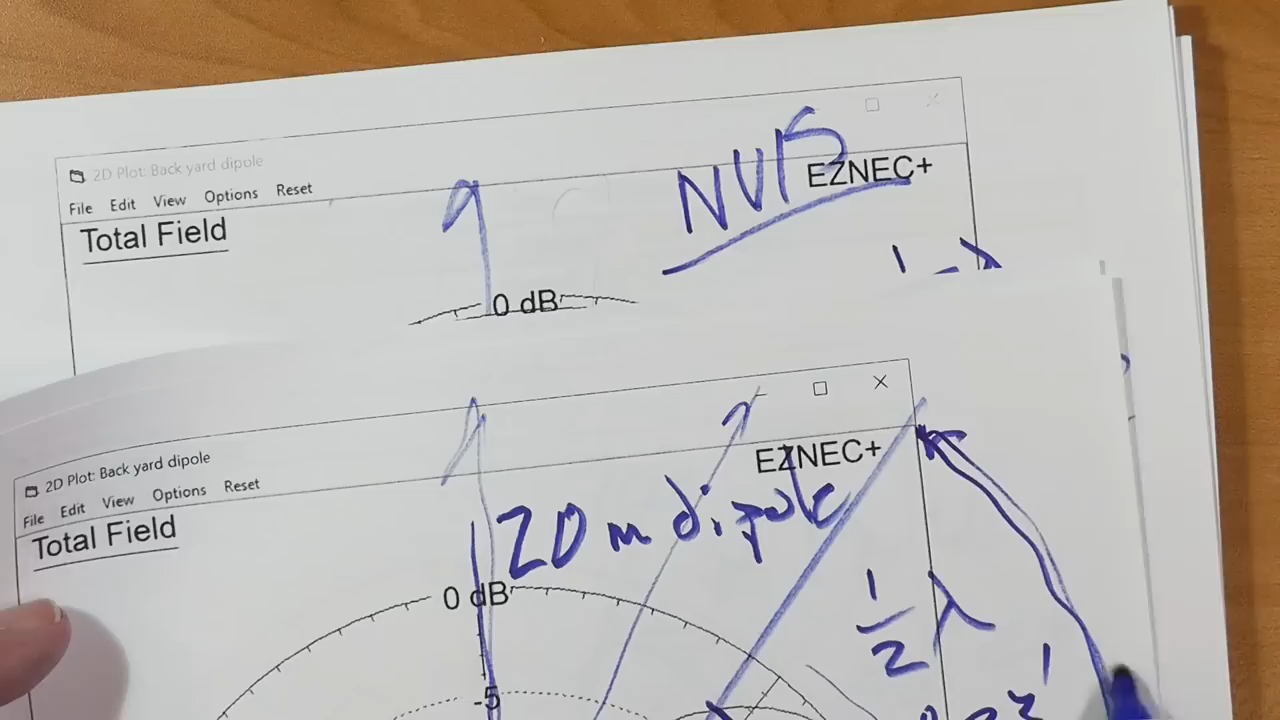 2D Plot: Back yard dipole
File Edit View Options Reset
NVIS
EZNEC+
Total Field
0 dB
2D Plot: Back yard dipole
File Edit View Options Reset
EZNEC+
Total Field
20 m dipole
0 dB
1/2 λ
-5